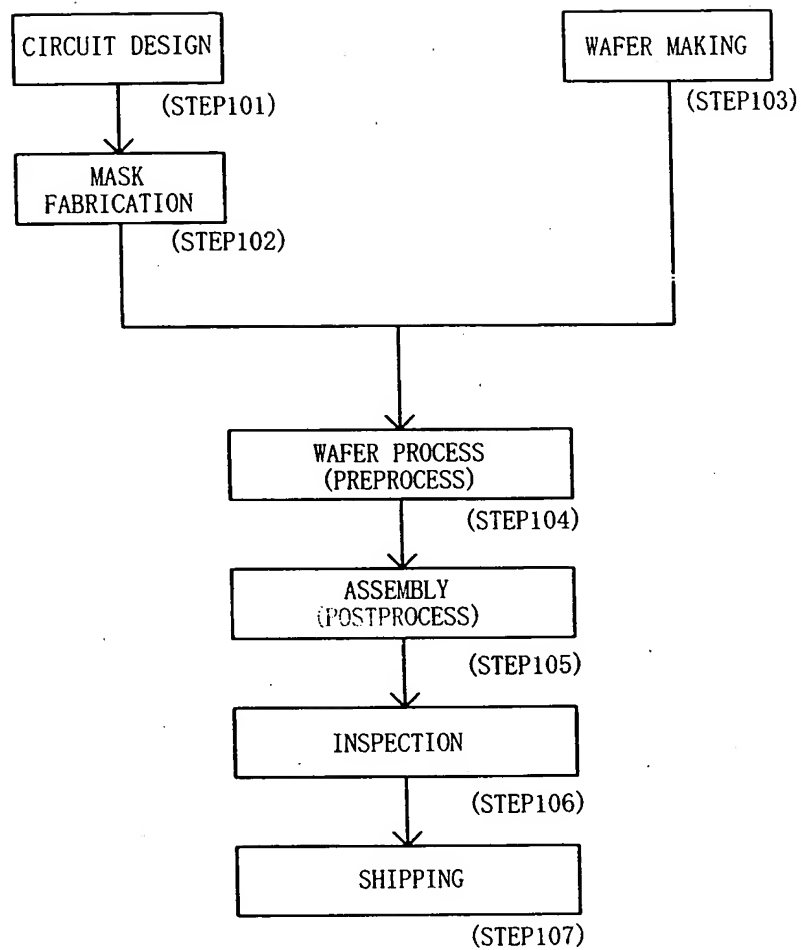 CIRCUIT DESIGN
(STEP101)
MASK
FABRICATION
(STEP102)
WAFER MAKING
(STEP103)
WAFER PROCESS
(PREPROCESS)
(STEP104)
ASSEMBLY
(POSTPROCESS)
(STEP105)
INSPECTION
(STEP106)
SHIPPING
(STEP107)